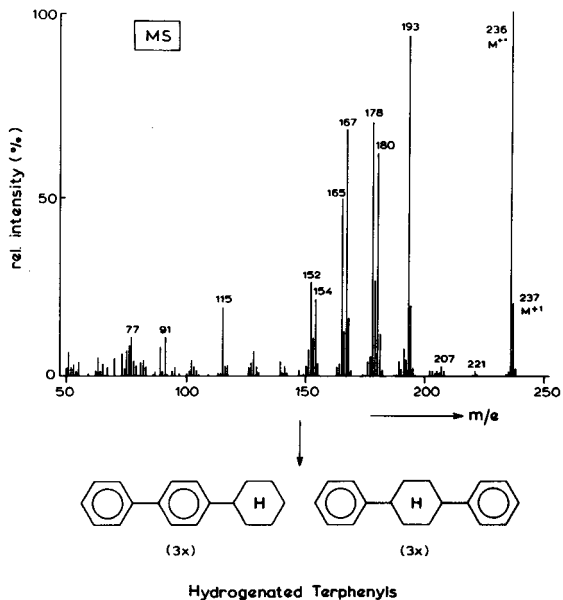 MS
100
50
0
rel. intensity (%)
236
M+·
193
178
167
180
165
152
154
115
77
91
237
M+1
207
221
50
100
150
200
250
m/e
H
H
(3x)
(3x)
Hydrogenated Terphenyls